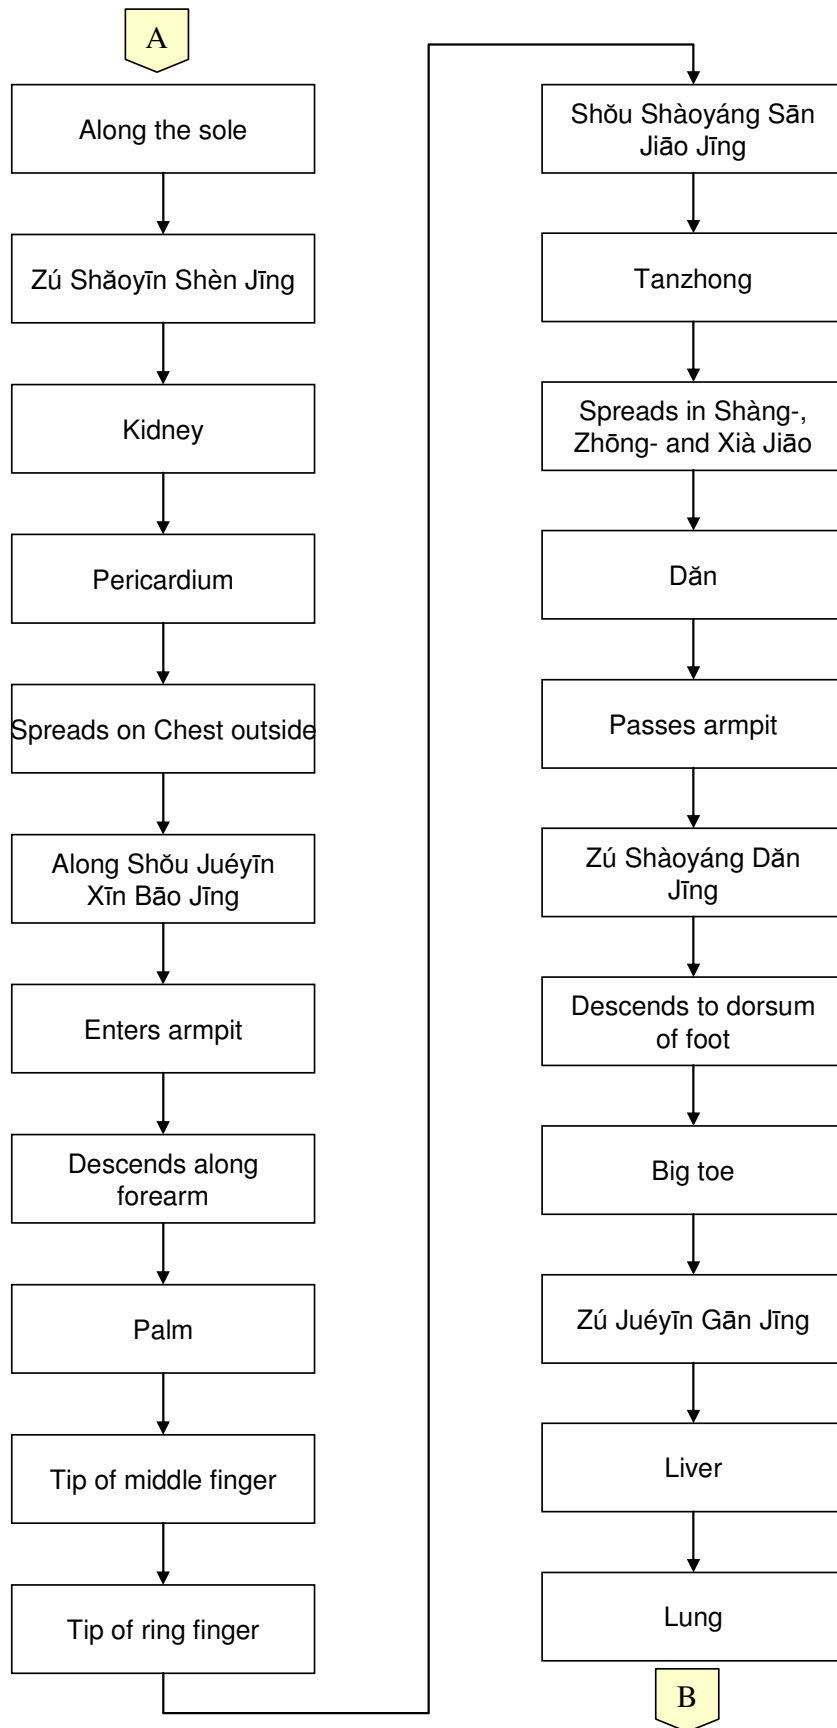 A
Along the sole
Zú Shǎoyīn Shèn Jīng
Kidney
Pericardium
Spreads on Chest outside
Along Shǒu Juéyīn
Xīn Bāo Jīng
Enters armpit
Descends along
forearm
Palm
Tip of middle finger
Tip of ring finger
Shǒu Shàoyáng Sān
Jiāo Jīng
Tanzhong
Spreads in Shàng-,
Zhōng- and Xià Jiāo
Dǎn
Passes armpit
Zú Shàoyáng Dǎn
Jīng
Descends to dorsum
of foot
Big toe
Zú Juéyīn Gān Jīng
Liver
Lung
B